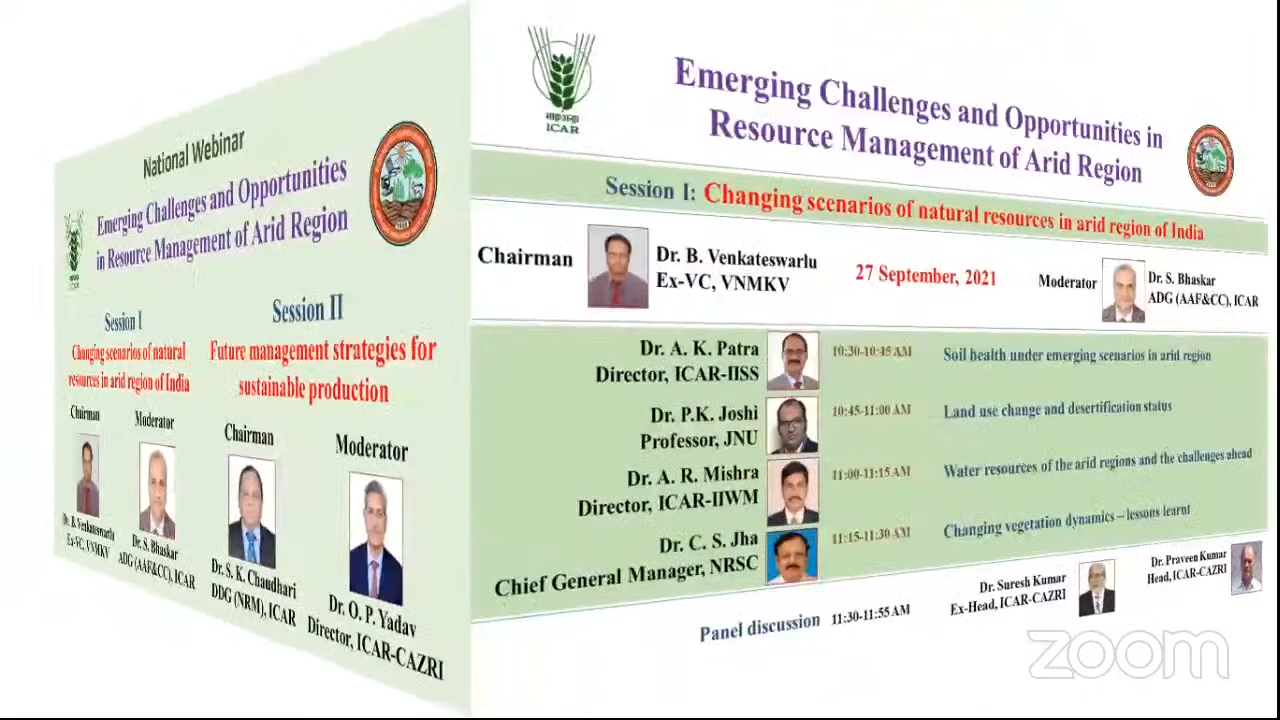 National Webinar
Emerging Challenges and Opportunities
in Resource Management of Arid Region
Session I
Changing scenarios of natural
resources in arid region of India
Chairman
Moderator
Dr. B. Venkateswarlu
Ex-VC, VNMKV
Dr. S. Bhaskar
ADG (AAF&CC), ICAR
Session II
Future management strategies for
sustainable production
Chairman
Moderator
Dr. S. K. Chaudhari
DDG (NRM), ICAR
Dr. O. P. Yadav
Director, ICAR-CAZRI
भाकृअनुप
ICAR
Emerging Challenges and Opportunities in
Resource Management of Arid Region
Session I: Changing scenarios of natural resources in arid region of India
Chairman
Dr. B. Venkateswarlu
Ex-VC, VNMKV
27 September, 2021
Moderator
Dr. S. Bhaskar
ADG (AAF&CC), ICAR
Dr. A. K. Patra
Director, ICAR-IISS
10:30-10:45 AM
Soil health under emerging scenarios in arid region
Dr. P.K. Joshi
Professor, JNU
10:45-11:00 AM
Land use change and desertification status
Dr. A. R. Mishra
Director, ICAR-IIWM
11:00-11:15 AM
Water resources of the arid regions and the challenges ahead
Dr. C. S. Jha
Chief General Manager, NRSC
11:15-11:30 AM
Changing vegetation dynamics – lessons learnt
Panel discussion 11:30-11:55 AM
Dr. Suresh Kumar
Ex-Head, ICAR-CAZRI
Dr. Praveen Kumar
Head, ICAR-CAZRI
zoom